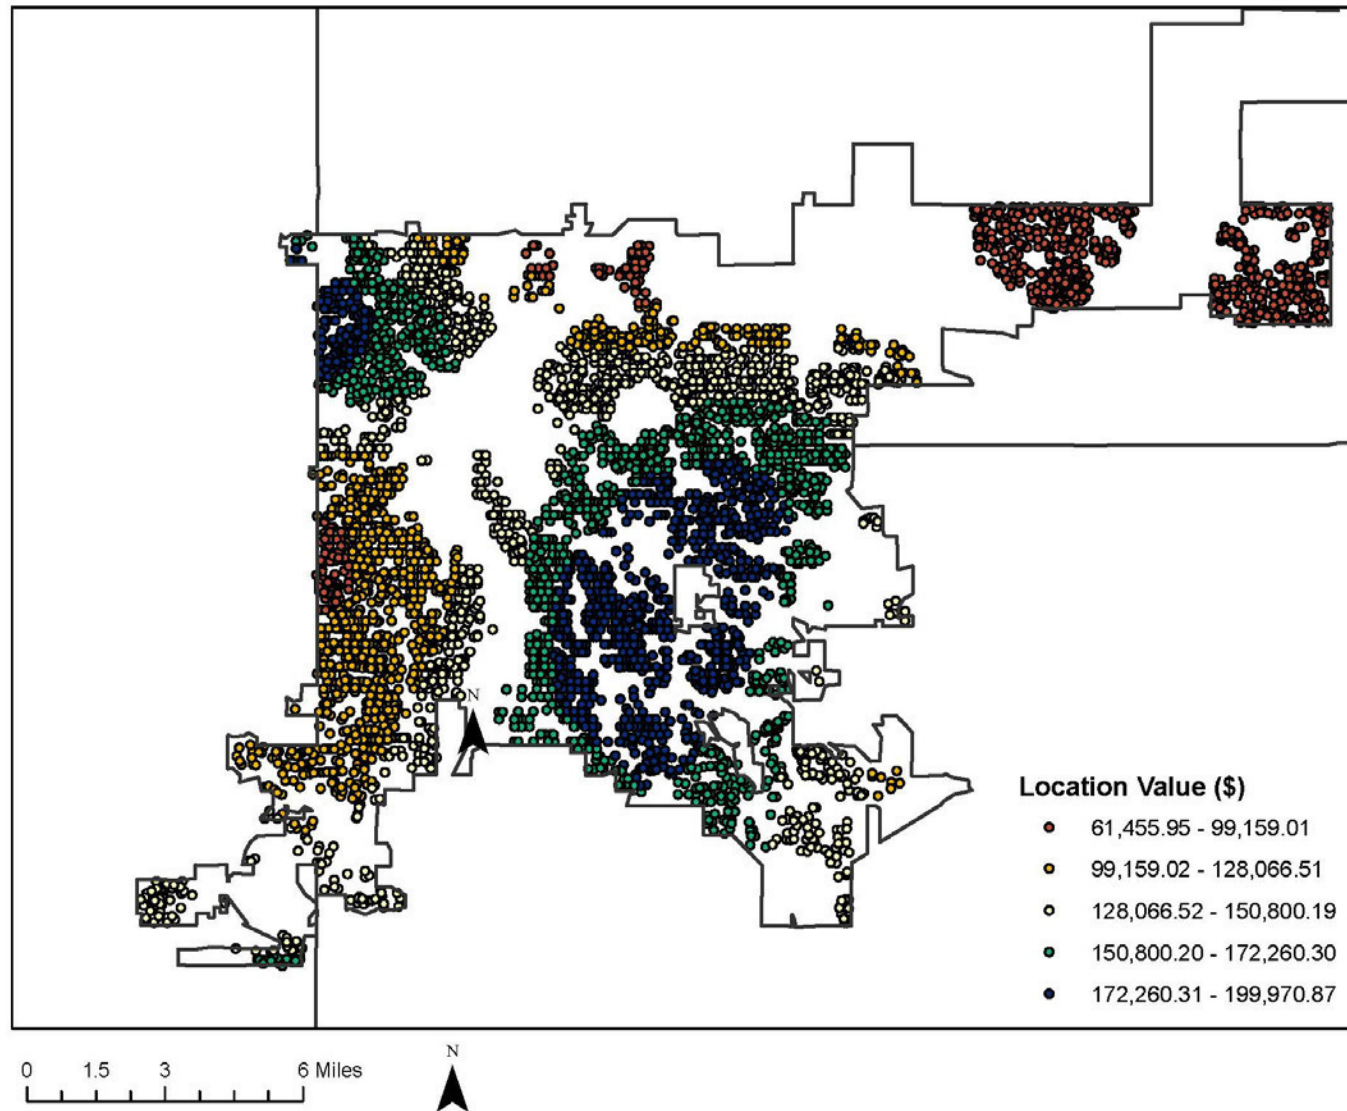 N
Location Value ($)
61,455.95 - 99,159.01
99,159.02 - 128,066.51
128,066.52 - 150,800.19
150,800.20 - 172,260.30
172,260.31 - 199,970.87
0 1.5 3 6 Miles
N